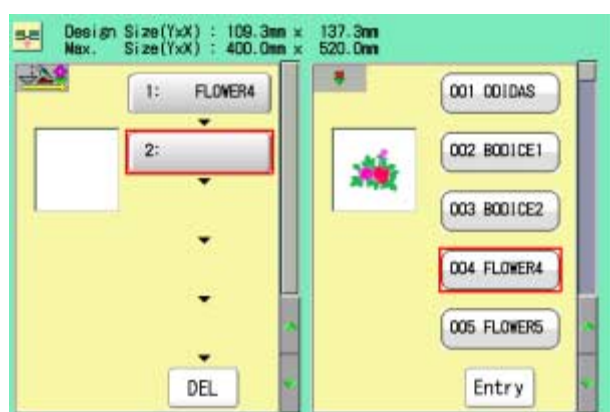 Design Size(YxX) : 109.3mm x 137.3mm
Max. Size(YxX) : 400.0mm x 520.0mm
1: FLOWER4
2:
DEL
001 ODIDAS
002 BODICE1
003 BODICE2
004 FLOWER4
005 FLOWER5
Entry